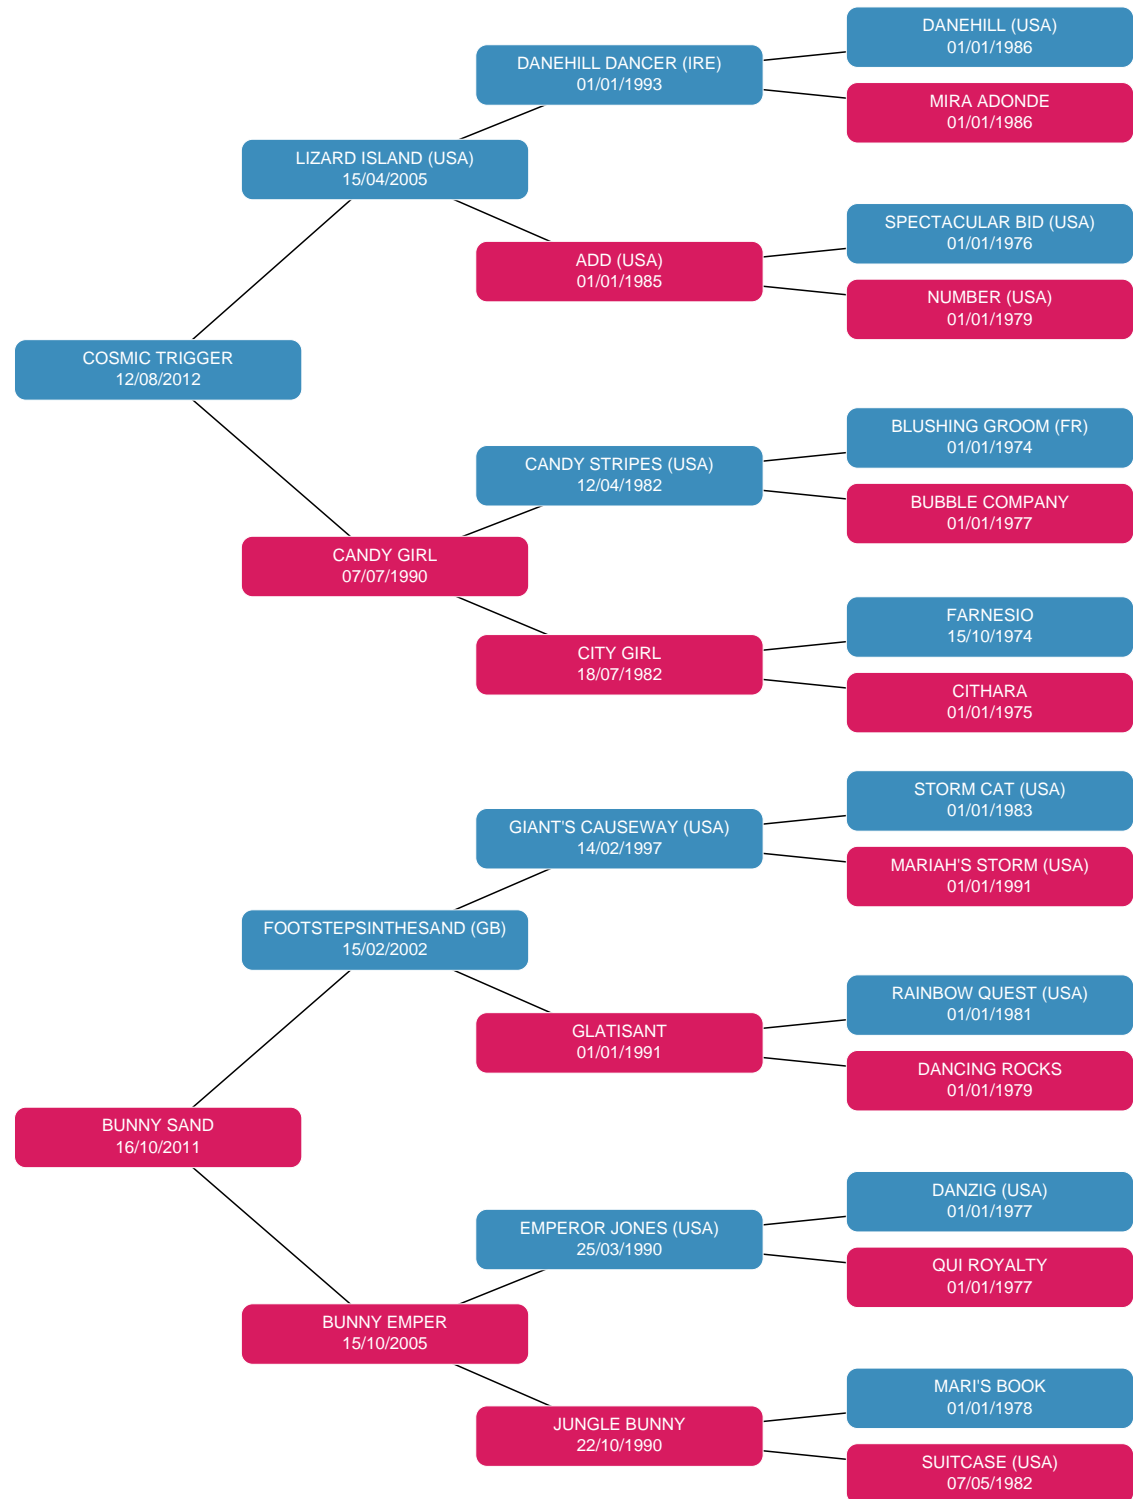 DANEHILL (USA)
01/01/1986
DANEHILL DANCER (IRE)
01/01/1993
MIRA ADONDE
01/01/1986
LIZARD ISLAND (USA)
15/04/2005
SPECTACULAR BID (USA)
01/01/1976
ADD (USA)
01/01/1985
NUMBER (USA)
01/01/1979
COSMIC TRIGGER
12/08/2012
BLUSHING GROOM (FR)
01/01/1974
CANDY STRIPES (USA)
12/04/1982
BUBBLE COMPANY
01/01/1977
CANDY GIRL
07/07/1990
FARNESIO
15/10/1974
CITY GIRL
18/07/1982
CITHARA
01/01/1975
STORM CAT (USA)
01/01/1983
GIANT'S CAUSEWAY (USA)
14/02/1997
MARIAH'S STORM (USA)
01/01/1991
FOOTSTEPSINTHESAND (GB)
15/02/2002
RAINBOW QUEST (USA)
01/01/1981
GLATISANT
01/01/1991
DANCING ROCKS
01/01/1979
BUNNY SAND
16/10/2011
DANZIG (USA)
01/01/1977
EMPEROR JONES (USA)
25/03/1990
QUI ROYALTY
01/01/1977
BUNNY EMPER
15/10/2005
MARI'S BOOK
01/01/1978
JUNGLE BUNNY
22/10/1990
SUITCASE (USA)
07/05/1982